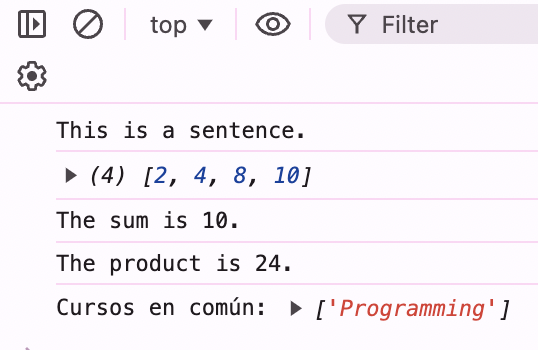 top
Filter
This is a sentence.
(4) [2, 4, 8, 10]
The sum is 10.
The product is 24.
Cursos en común: ['Programming']